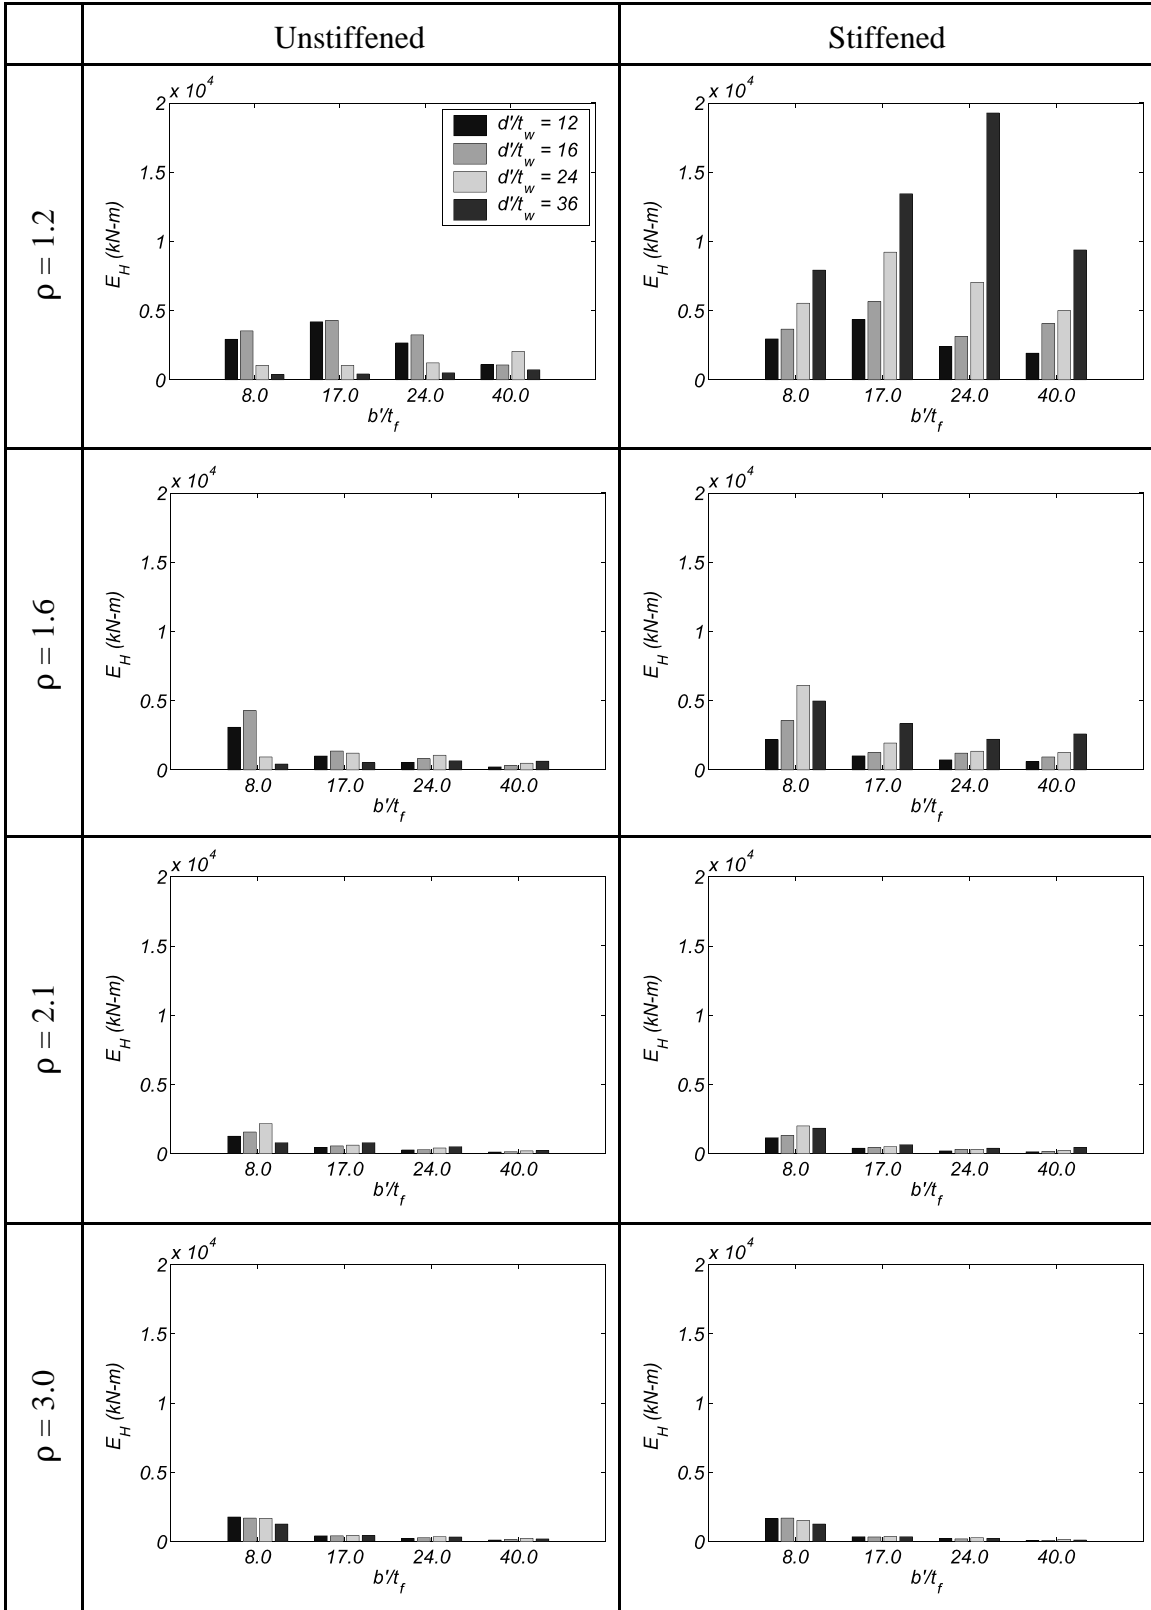 Unstiffened Stiffened
ρ = 1.2
x 10^4
2
1.5
1
0.5
0
E_H (kN-m)
d'/t_w = 12
d'/t_w = 16
d'/t_w = 24
d'/t_w = 36
8.0 17.0 24.0 40.0
b'/t_f
x 10^4
2
1.5
1
0.5
0
E_H (kN-m)
8.0 17.0 24.0 40.0
b'/t_f
ρ = 1.6
x 10^4
2
1.5
1
0.5
0
E_H (kN-m)
8.0 17.0 24.0 40.0
b'/t_f
x 10^4
2
1.5
1
0.5
0
E_H (kN-m)
8.0 17.0 24.0 40.0
b'/t_f
ρ = 2.1
x 10^4
2
1.5
1
0.5
0
E_H (kN-m)
8.0 17.0 24.0 40.0
b'/t_f
x 10^4
2
1.5
1
0.5
0
E_H (kN-m)
8.0 17.0 24.0 40.0
b'/t_f
ρ = 3.0
x 10^4
2
1.5
1
0.5
0
E_H (kN-m)
8.0 17.0 24.0 40.0
b'/t_f
x 10^4
2
1.5
1
0.5
0
E_H (kN-m)
8.0 17.0 24.0 40.0
b'/t_f